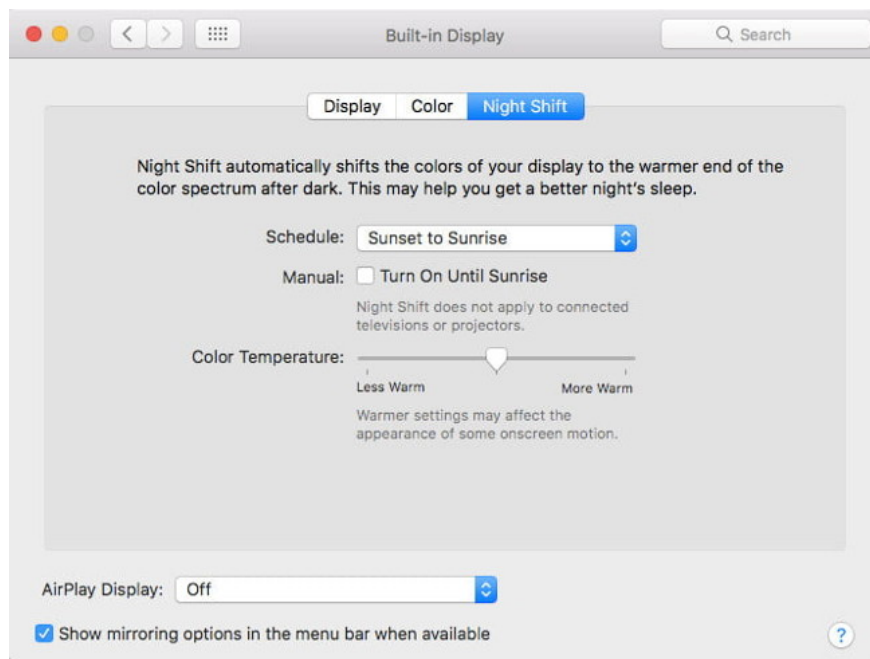 Built-in Display
Search
Display Color Night Shift
Night Shift automatically shifts the colors of your display to the warmer end of the
color spectrum after dark. This may help you get a better night's sleep.
Schedule: Sunset to Sunrise
Manual: Turn On Until Sunrise
Night Shift does not apply to connected
televisions or projectors.
Color Temperature:
Less Warm More Warm
Warmer settings may affect the
appearance of some onscreen motion.
AirPlay Display: Off
Show mirroring options in the menu bar when available
?